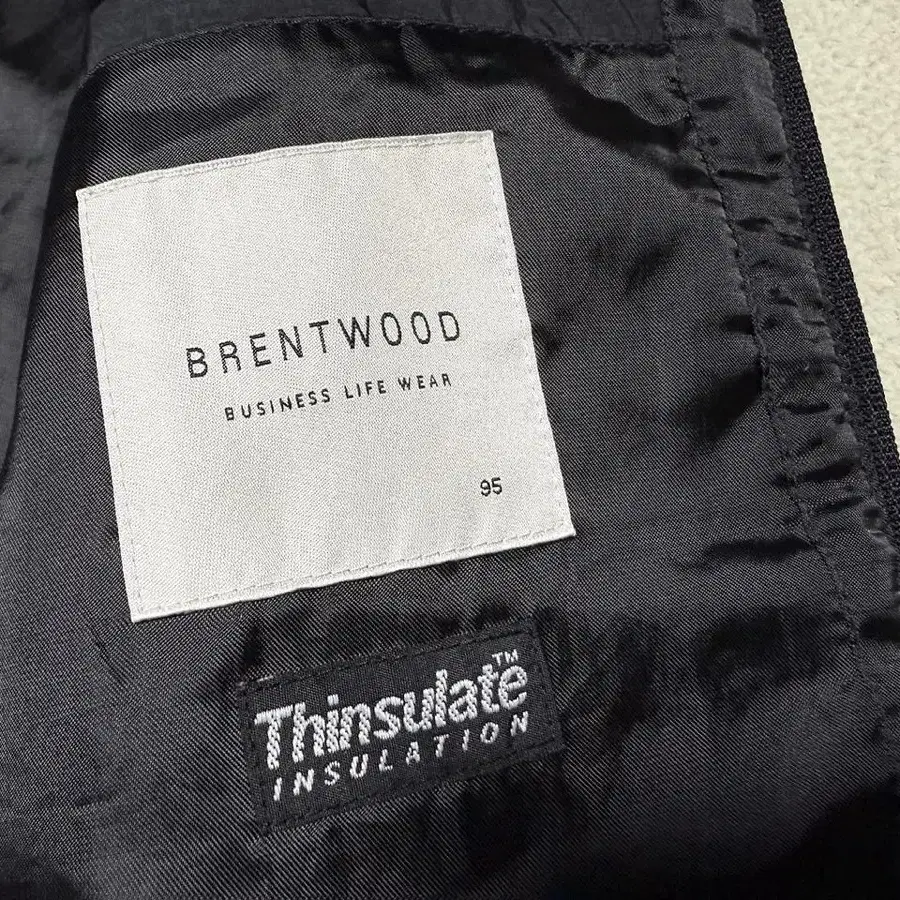 BRENTWOOD
BUSINESS LIFE WEAR
95
Thinsulate™
INSULATION